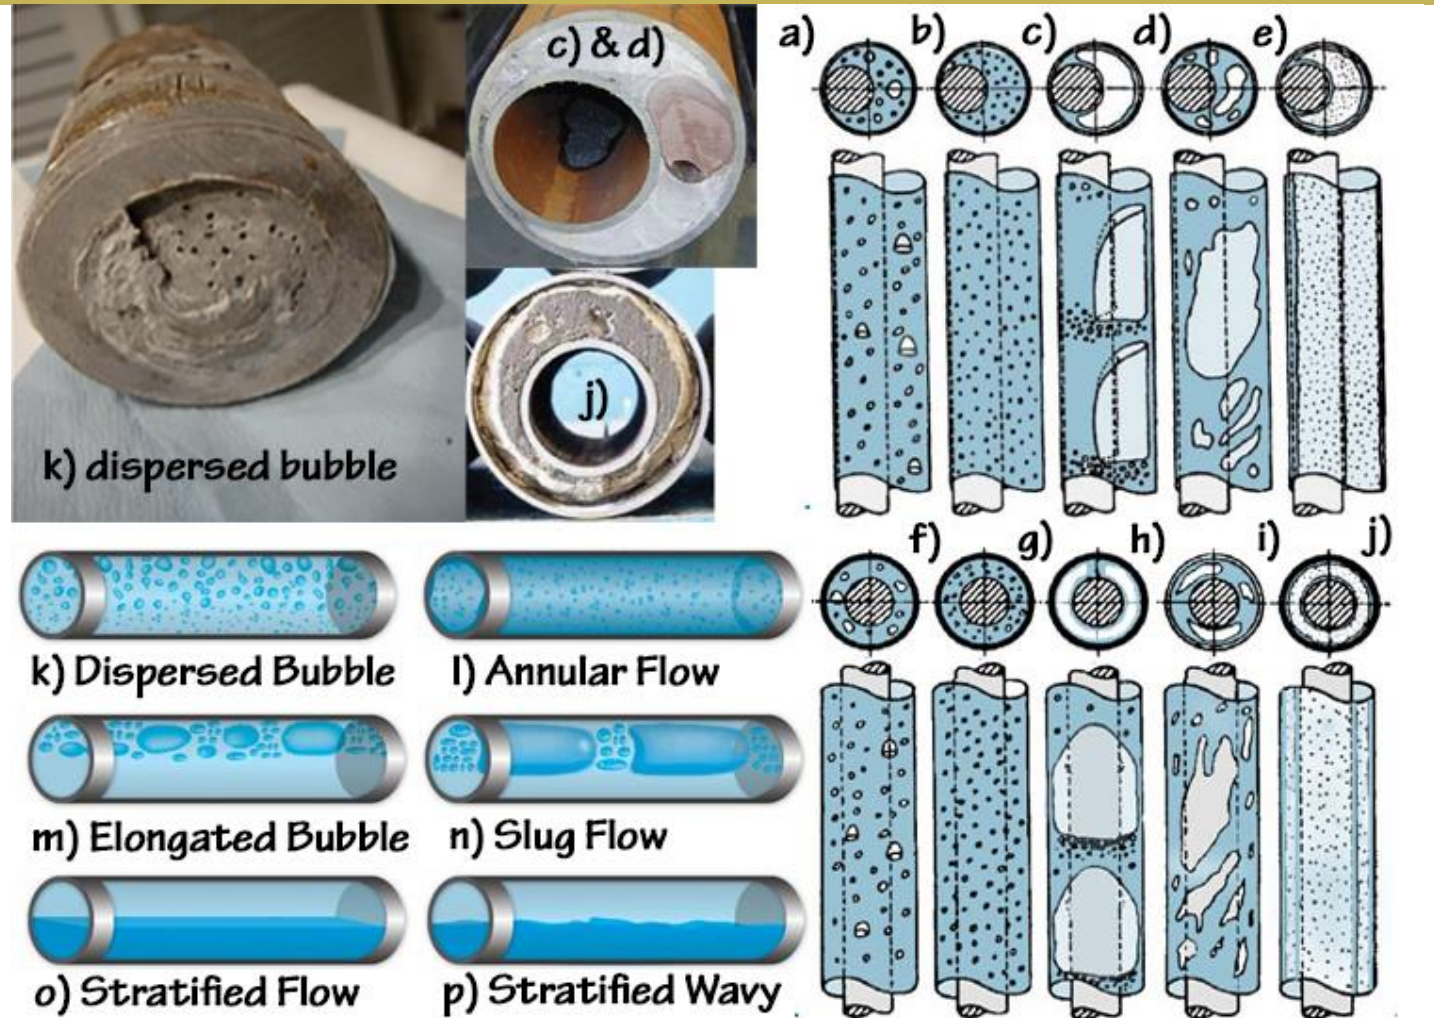 c) & d)
k) dispersed bubble
j)
a) b) c) d) e)
f) g) h) i) j)
k) Dispersed Bubble
l) Annular Flow
m) Elongated Bubble
n) Slug Flow
o) Stratified Flow
p) Stratified Wavy